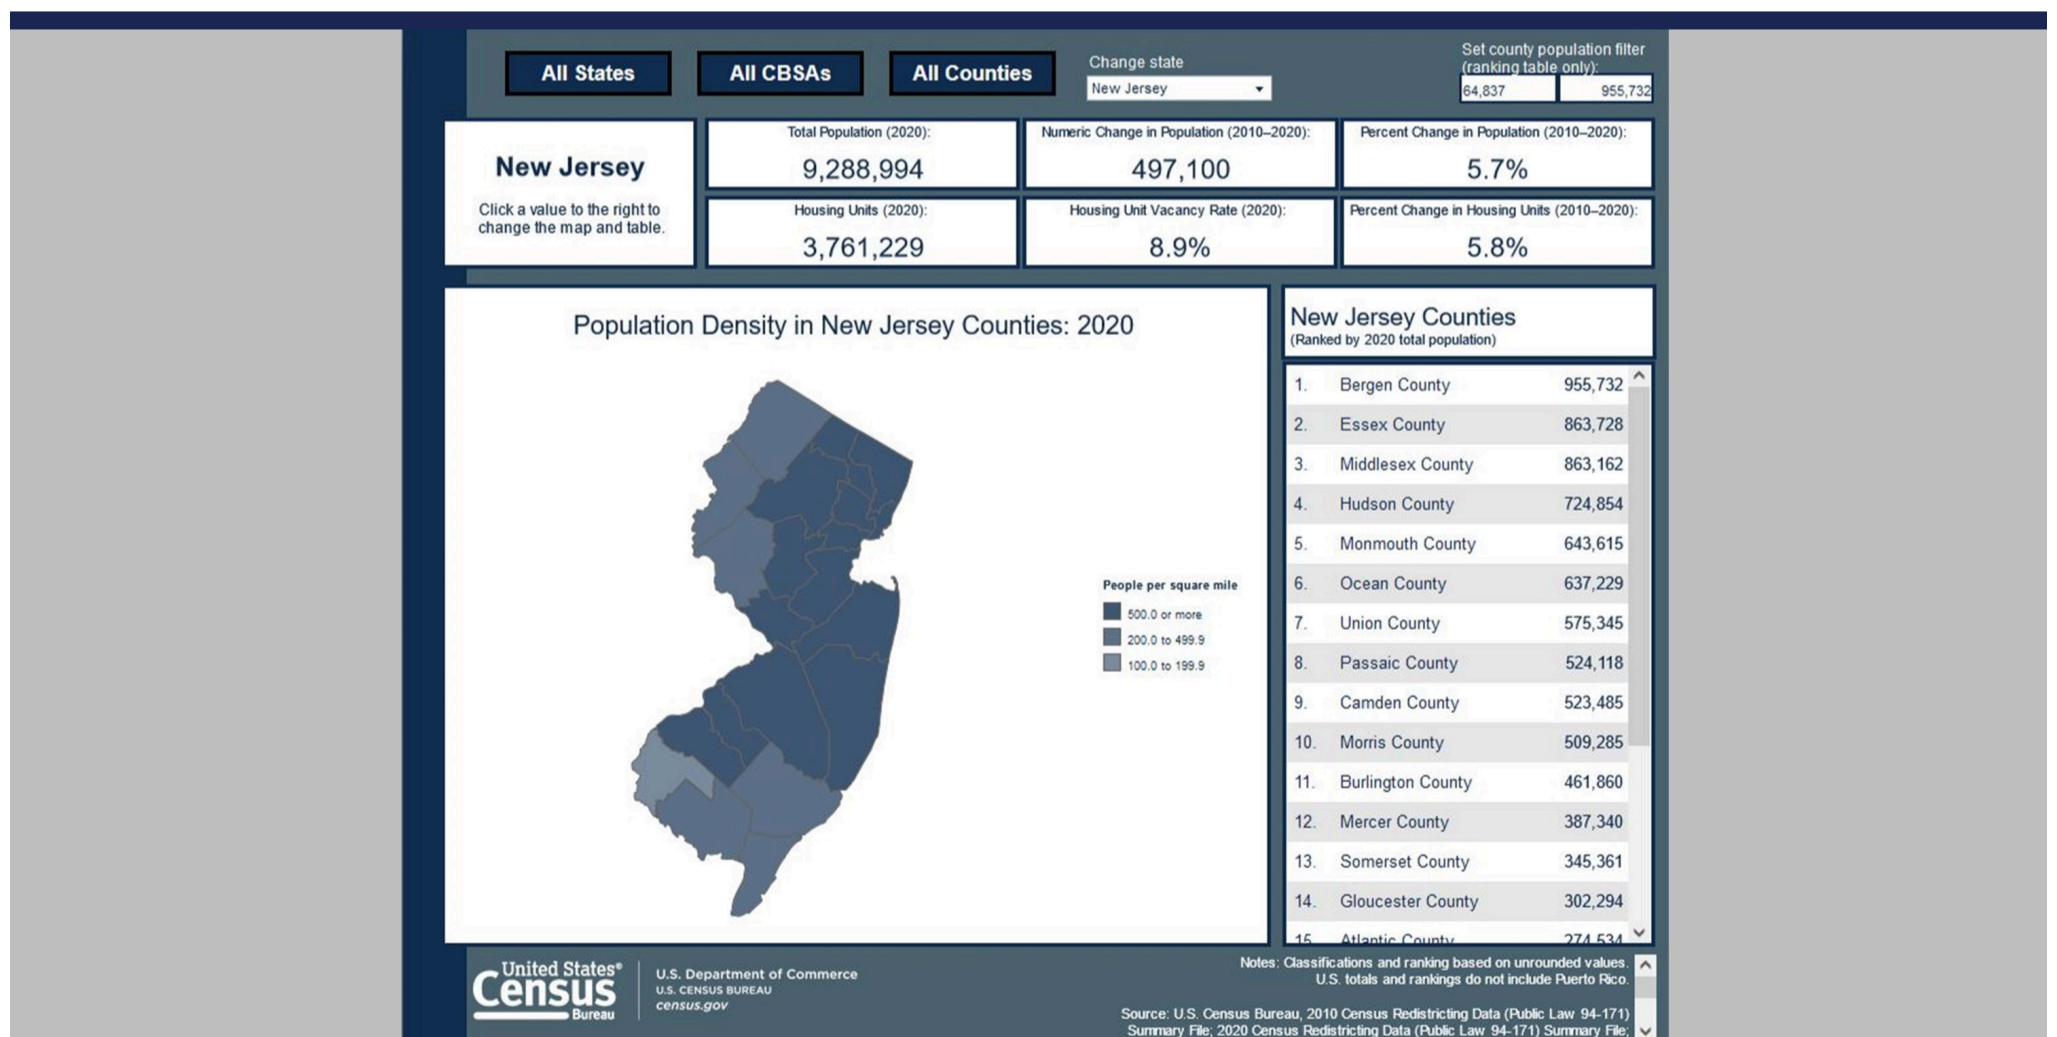 All States
All CBSAs
All Counties
Change state
New Jersey
Set county population filter
(ranking table only):
64,837
955,732
New Jersey
Click a value to the right to
change the map and table.
Total Population (2020):
9,288,994
Numeric Change in Population (2010–2020):
497,100
Percent Change in Population (2010–2020):
5.7%
Housing Units (2020):
3,761,229
Housing Unit Vacancy Rate (2020):
8.9%
Percent Change in Housing Units (2010–2020):
5.8%
Population Density in New Jersey Counties: 2020
People per square mile
500.0 or more
200.0 to 499.9
100.0 to 199.9
New Jersey Counties
(Ranked by 2020 total population)
1. Bergen County 955,732
2. Essex County 863,728
3. Middlesex County 863,162
4. Hudson County 724,854
5. Monmouth County 643,615
6. Ocean County 637,229
7. Union County 575,345
8. Passaic County 524,118
9. Camden County 523,485
10. Morris County 509,285
11. Burlington County 461,860
12. Mercer County 387,340
13. Somerset County 345,361
14. Gloucester County 302,294
15. Atlantic County 274,534
United States®
Census
Bureau
U.S. Department of Commerce
U.S. CENSUS BUREAU
census.gov
Notes: Classifications and ranking based on unrounded values.
U.S. totals and rankings do not include Puerto Rico.
Source: U.S. Census Bureau, 2010 Census Redistricting Data (Public Law 94-171)
Summary File; 2020 Census Redistricting Data (Public Law 94-171) Summary File;